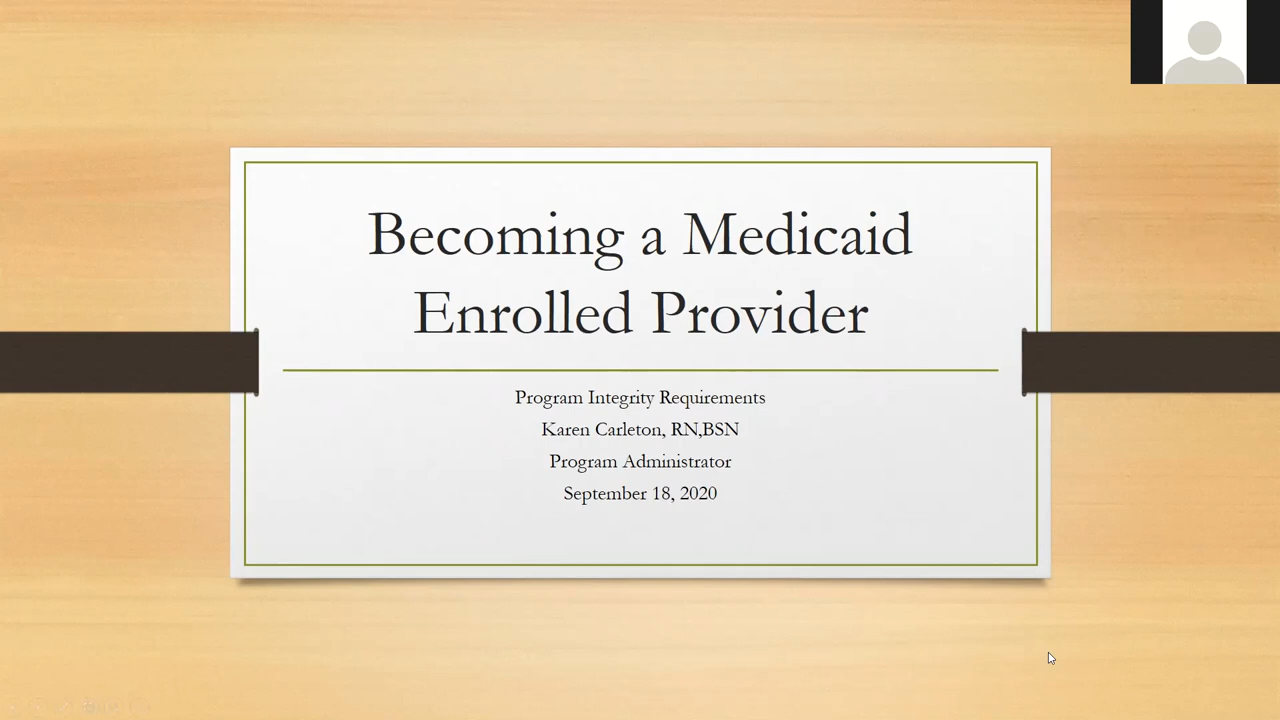 Becoming a Medicaid
Enrolled Provider
Program Integrity Requirements
Karen Carleton, RN,BSN
Program Administrator
September 18, 2020